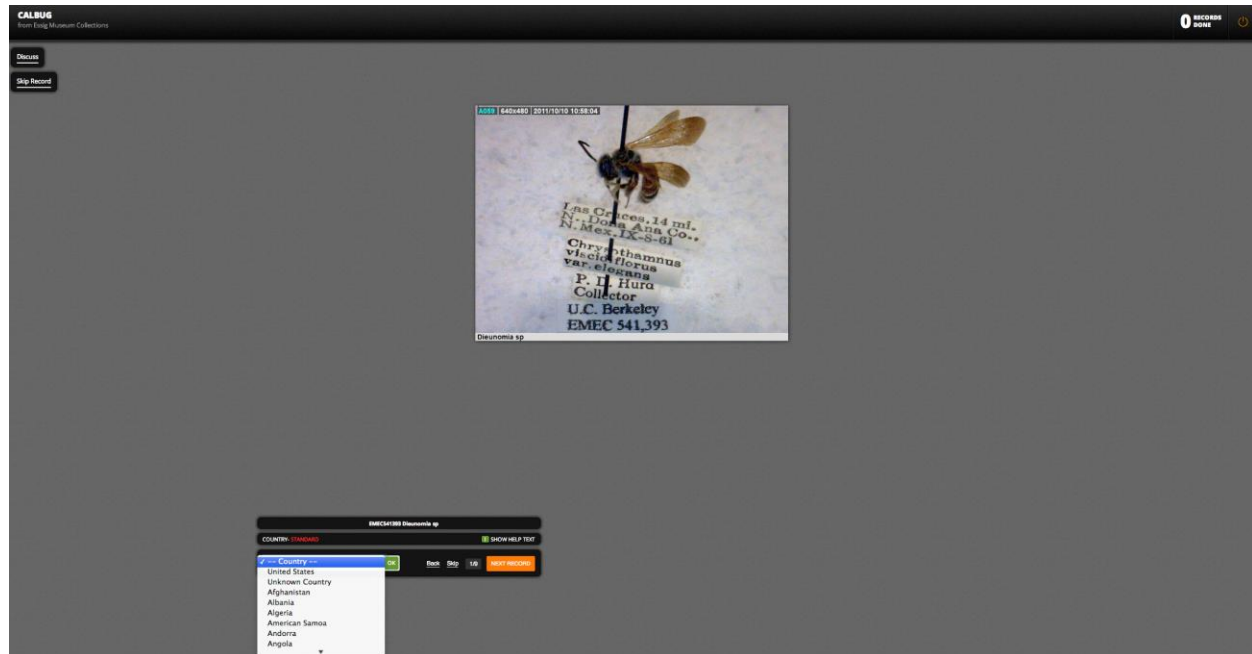 CALBUG
from Essig Museum Collections
0 RECORDS DONE
Discuss
Skip Record
A089 640x480 2011/10/10 10:58:04
Las Cruces, 14 mi.
N., Dona Ana Co.,
N. Mex. IX-8-61
Chrysothamnus
viscidiflorus
var. elegans
P. D. Hurd
Collector
U.C. Berkeley
EMEC 541,393
Dieunomia sp
EMEC541393 Dieunomia sp
COUNTRY- STANDARD
SHOW HELP TEXT
✓ -- Country --
OK
Back
Skip
1/9
NEXT RECORD
United States
Unknown Country
Afghanistan
Albania
Algeria
American Samoa
Andorra
Angola